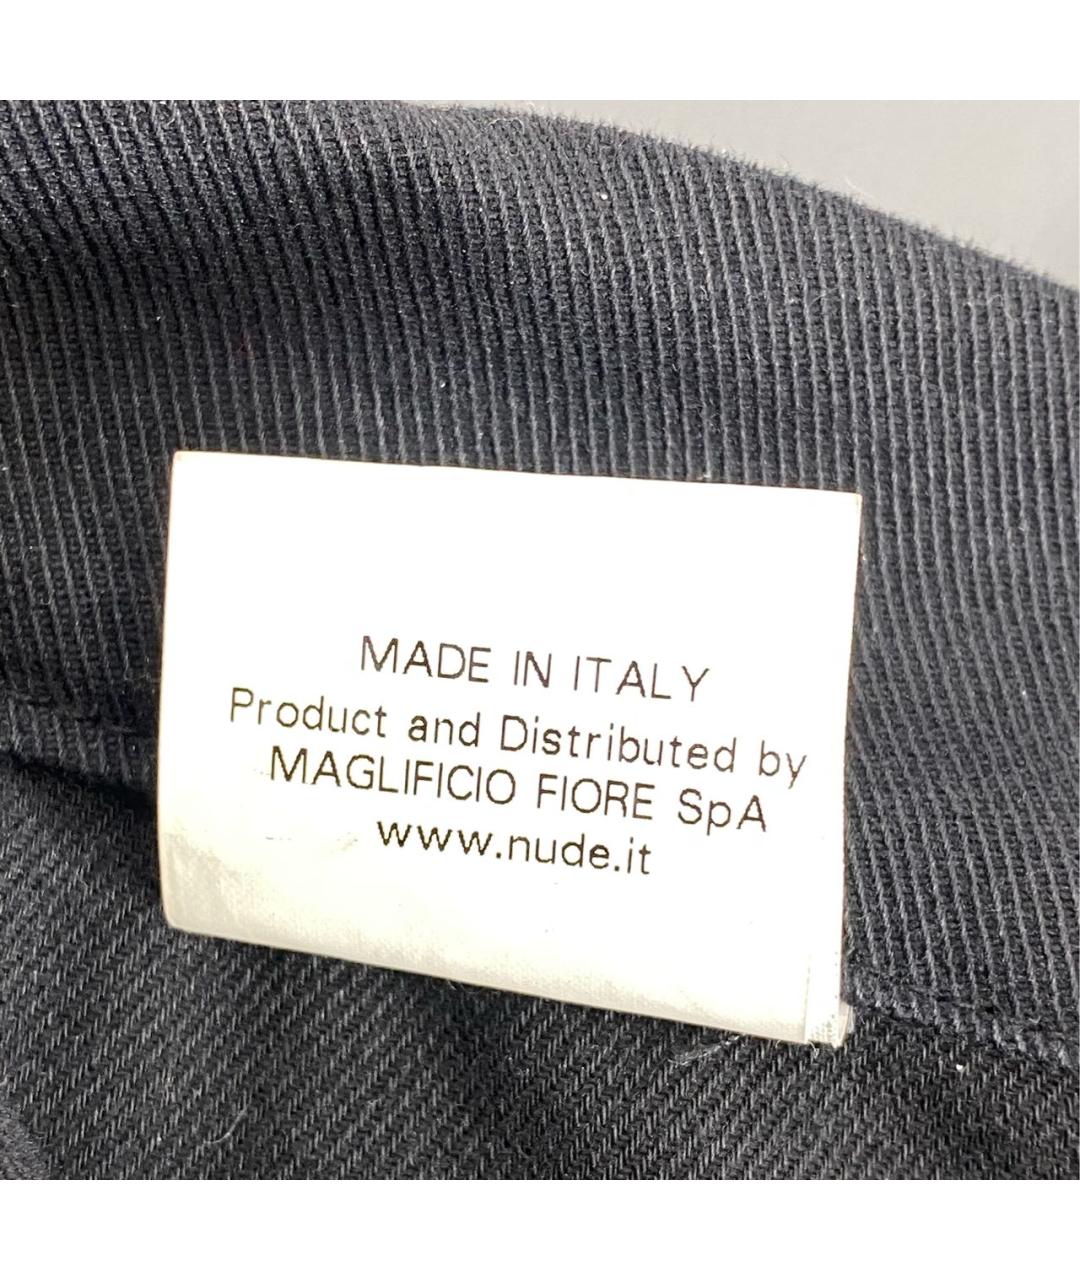 MADE IN ITALY
Product and Distributed by
MAGLIFICIO FIORE SpA
www.nude.it